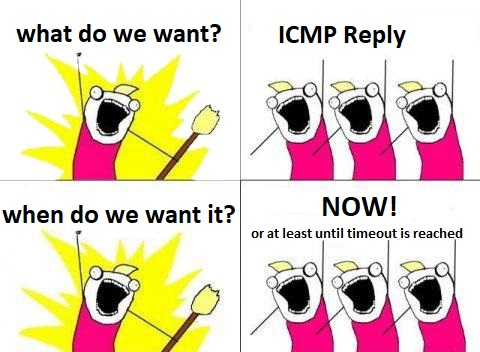 what do we want?
ICMP Reply
when do we want it?
NOW!
or at least until timeout is reached